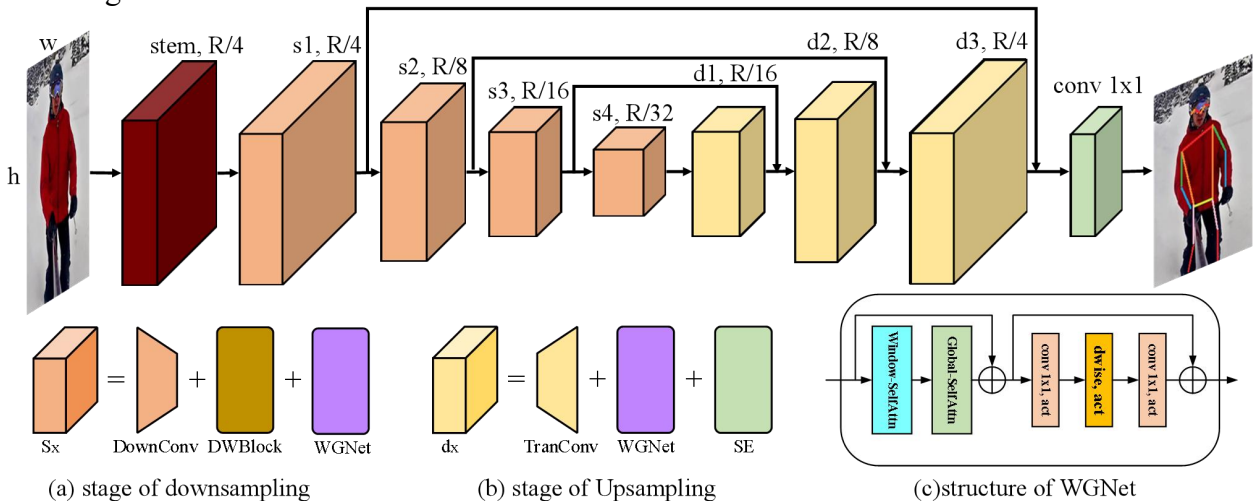 w
h
stem, R/4
s1, R/4
s2, R/8
s3, R/16
s4, R/32
d1, R/16
d2, R/8
d3, R/4
conv 1x1
Sx
=
DownConv
+
DWBlock
+
WGNet
(a) stage of downsampling
dx
=
TranConv
+
WGNet
+
SE
(b) stage of Upsampling
Window-SelfAttn
Global-SelfAttn
conv 1x1, act
dwise, act
conv 1x1, act
(c)structure of WGNet